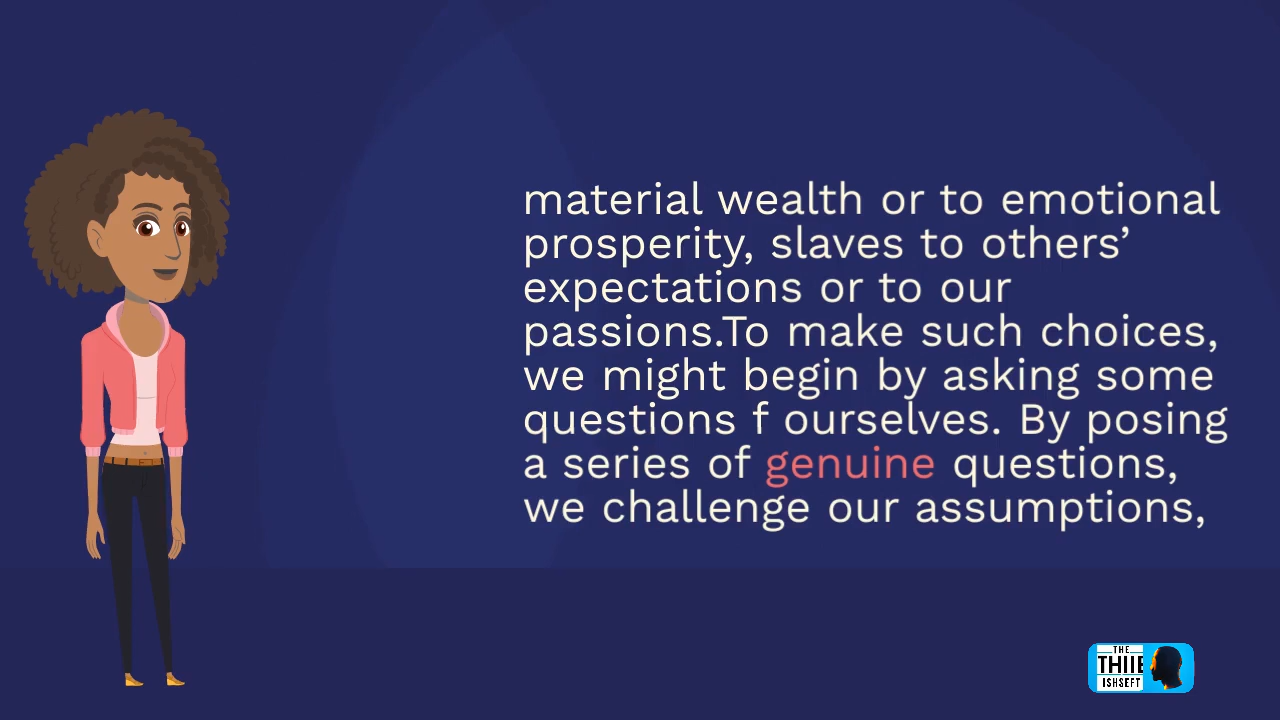 material wealth or to emotional
prosperity, slaves to others’
expectations or to our
passions.To make such choices,
we might begin by asking some
questions f ourselves. By posing
a series of genuine questions,
we challenge our assumptions,
THE
THIIE
ISHSEFT